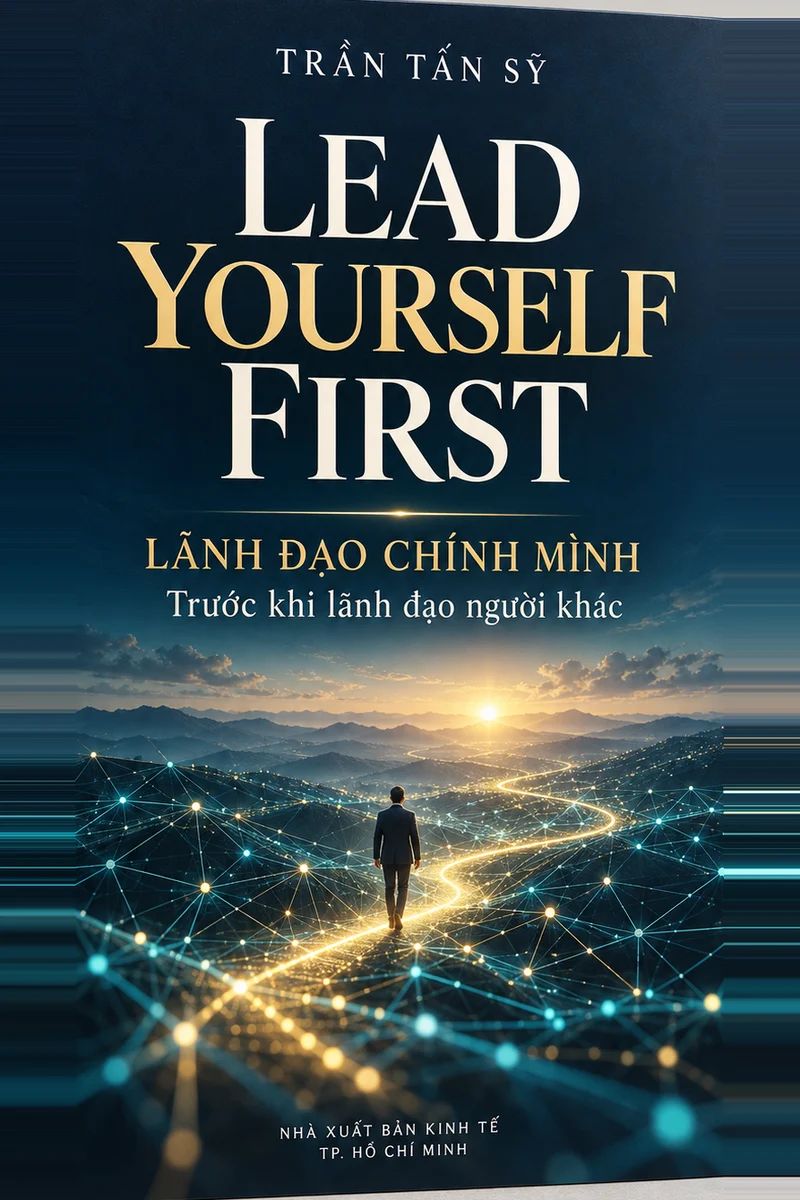 TRẦN TẤN SỸ
LEAD
YOURSELF
FIRST
LÃNH ĐẠO CHÍNH MÌNH
Trước khi lãnh đạo người khác
NHÀ XUẤT BẢN KINH TẾ
TP. HỒ CHÍ MINH